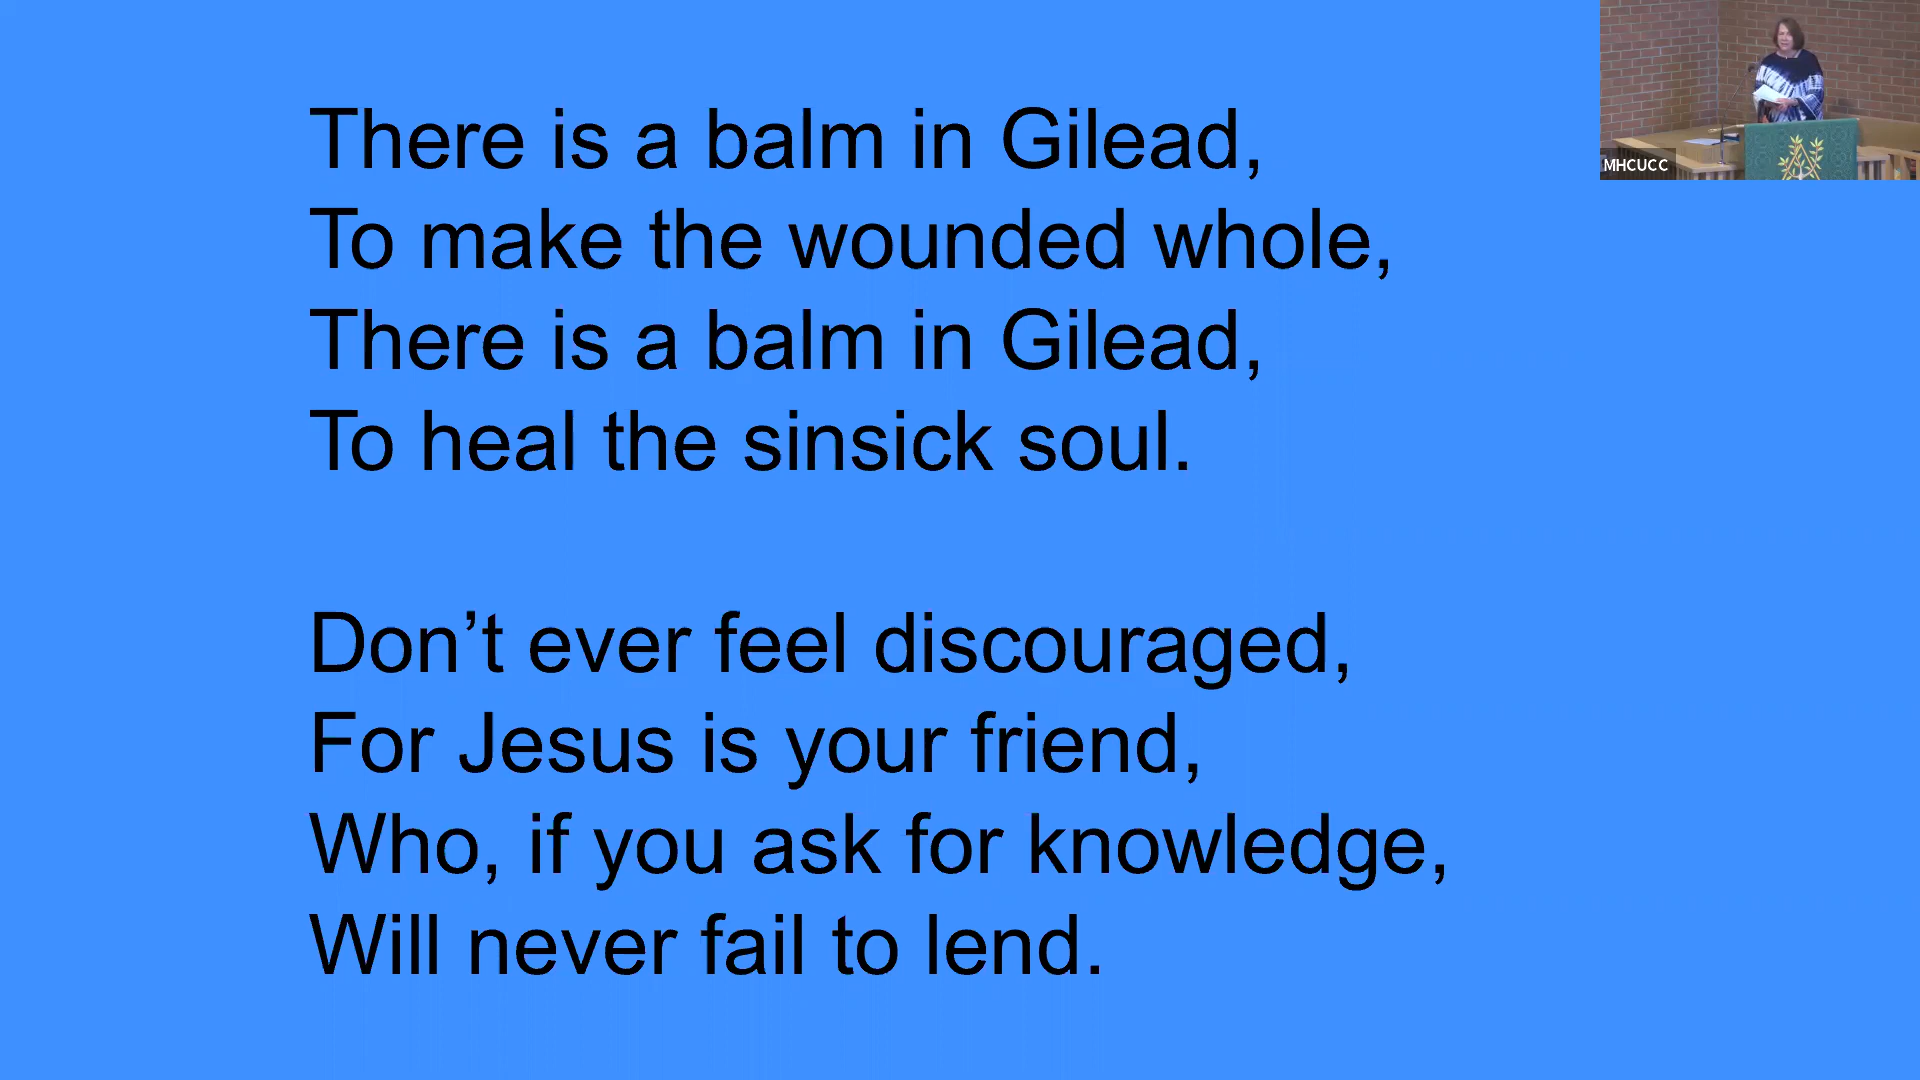 There is a balm in Gilead,
To make the wounded whole,
There is a balm in Gilead,
To heal the sinsick soul.
Don’t ever feel discouraged,
For Jesus is your friend,
Who, if you ask for knowledge,
Will never fail to lend.
MHCUCC